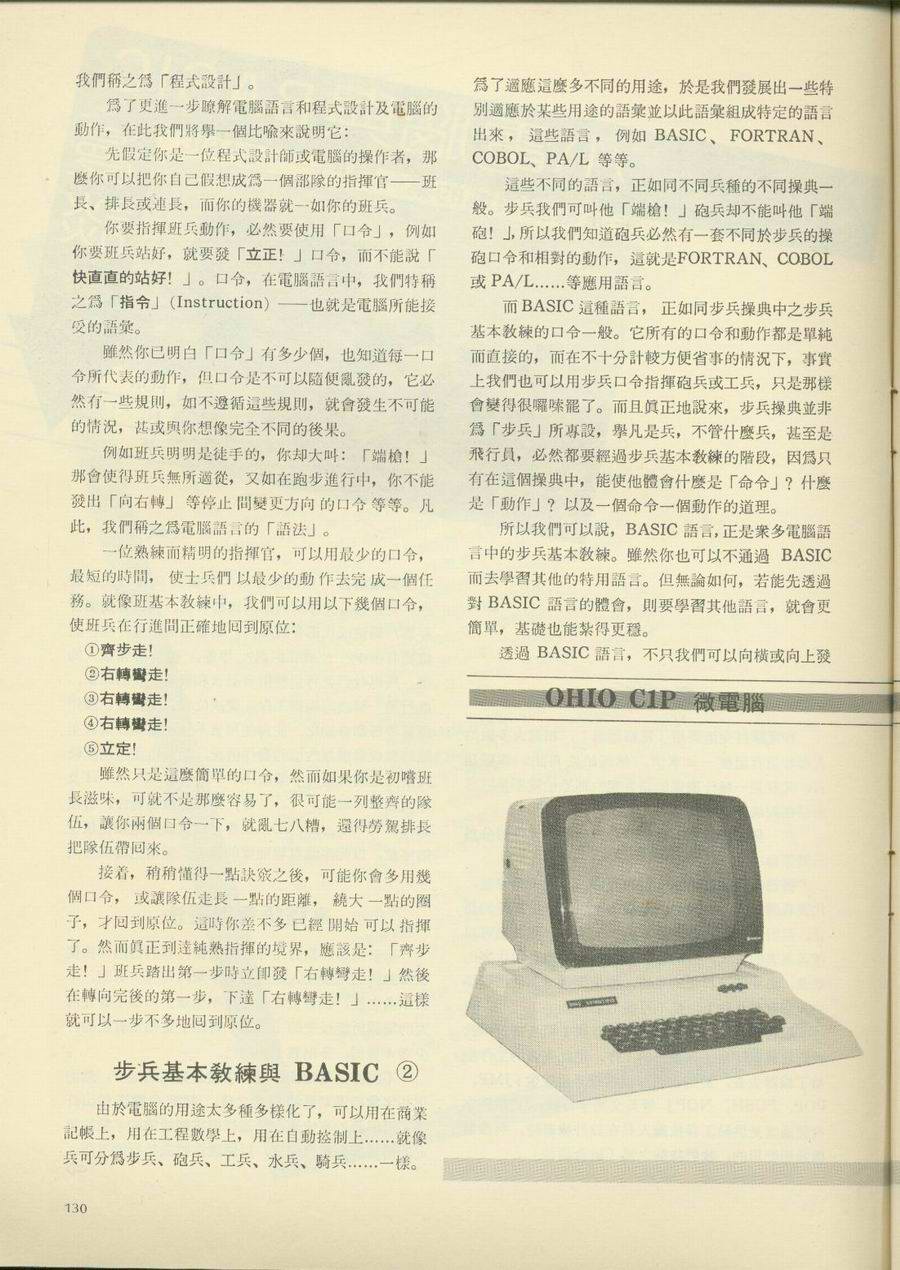 我們稱之爲「程式設計」。
爲了更進一步瞭解電腦語言和程式設計及電腦的
動作，在此我們將舉一個比喻來說明它：
先假定你是一位程式設計師或電腦的操作者，那
麼你可以把你自己假想成爲一個部隊的指揮官——班
長、排長或連長，而你的機器就一如你的班兵。
你要指揮班兵動作，必然要使用「口令」，例如
你要班兵站好，就要發「立正！」口令，而不能說「
快直直的站好！」。口令，在電腦語言中，我們特稱
之爲「指令」(Instruction) ——也就是電腦所能接
受的語彙。
雖然你已明白「口令」有多少個，也知道每一口
令所代表的動作，但口令是不可以隨便亂發的，它必
然有一些規則，如不遵循這些規則，就會發生不可能
的情況，甚或與你想像完全不同的後果。
例如班兵明明是徒手的，你却大叫：「端槍！」
那會使得班兵無所適從，又如在跑步進行中，你不能
發出「向右轉」等停止間變更方向的口令等等。凡
此，我們稱之爲電腦語言的「語法」。
一位熟練而精明的指揮官，可以用最少的口令，
最短的時間，使士兵們以最少的動作去完成一個任
務。就像班基本敎練中，我們可以用以下幾個口令，
使班兵在行進間正確地回到原位：
①齊步走！
②右轉彎走！
③右轉彎走！
④右轉彎走！
⑤立定！
雖然只是這麼簡單的口令，然而如果你是初嚐班
長滋味，可就不是那麼容易了，很可能一列整齊的隊
伍，讓你兩個口令一下，就亂七八糟，還得勞駕排長
把隊伍帶回來。
接着，稍稍懂得一點訣竅之後，可能你會多用幾
個口令，或讓隊伍走長一點的距離，繞大一點的圈
子，才回到原位。這時你差不多已經開始可以指揮
了。然而眞正到達純熟指揮的境界，應該是：「齊步
走！」班兵踏出第一步時立卽發「右轉彎走！」然後
在轉向完後的第一步，下達「右轉彎走！」……這樣
就可以一步不多地回到原位。
步兵基本敎練與 BASIC ②
由於電腦的用途太多種多樣化了，可以用在商業
記帳上，用在工程數學上，用在自動控制上……就像
兵可分爲步兵、砲兵、工兵、水兵、騎兵……一樣。
130
爲了適應這麼多不同的用途，於是我們發展出一些特
別適應於某些用途的語彙並以此語彙組成特定的語言
出來，這些語言，例如 BASIC、FORTRAN、
COBOL、PA/L 等等。
這些不同的語言，正如同不同兵種的不同操典一
般。步兵我們可叫他「端槍！」砲兵却不能叫他「端
砲！」，所以我們知道砲兵必然有一套不同於步兵的操
砲口令和相對的動作，這就是FORTRAN、COBOL
或 PA/L……等應用語言。
而 BASIC 這種語言，正如同步兵操典中之步兵
基本敎練的口令一般。它所有的口令和動作都是單純
而直接的，而在不十分計較方便省事的情況下，事實
上我們也可以用步兵口令指揮砲兵或工兵，只是那樣
會變得很囉嗦罷了。而且眞正地說來，步兵操典並非
爲「步兵」所專設，舉凡是兵，不管什麼兵，甚至是
飛行員，必然都要經過步兵基本敎練的階段，因爲只
有在這個操典中，能使他體會什麼是「命令」？什麼
是「動作」？以及一個命令一個動作的道理。
所以我們可以說，BASIC 語言，正是衆多電腦語
言中的步兵基本敎練。雖然你也可以不通過 BASIC
而去學習其他的特用語言。但無論如何，若能先透過
對 BASIC 語言的體會，則要學習其他語言，就會更
簡單，基礎也能紮得更穩。
透過 BASIC 語言，不只我們可以向橫或向上發
OHIO C1P 微電腦